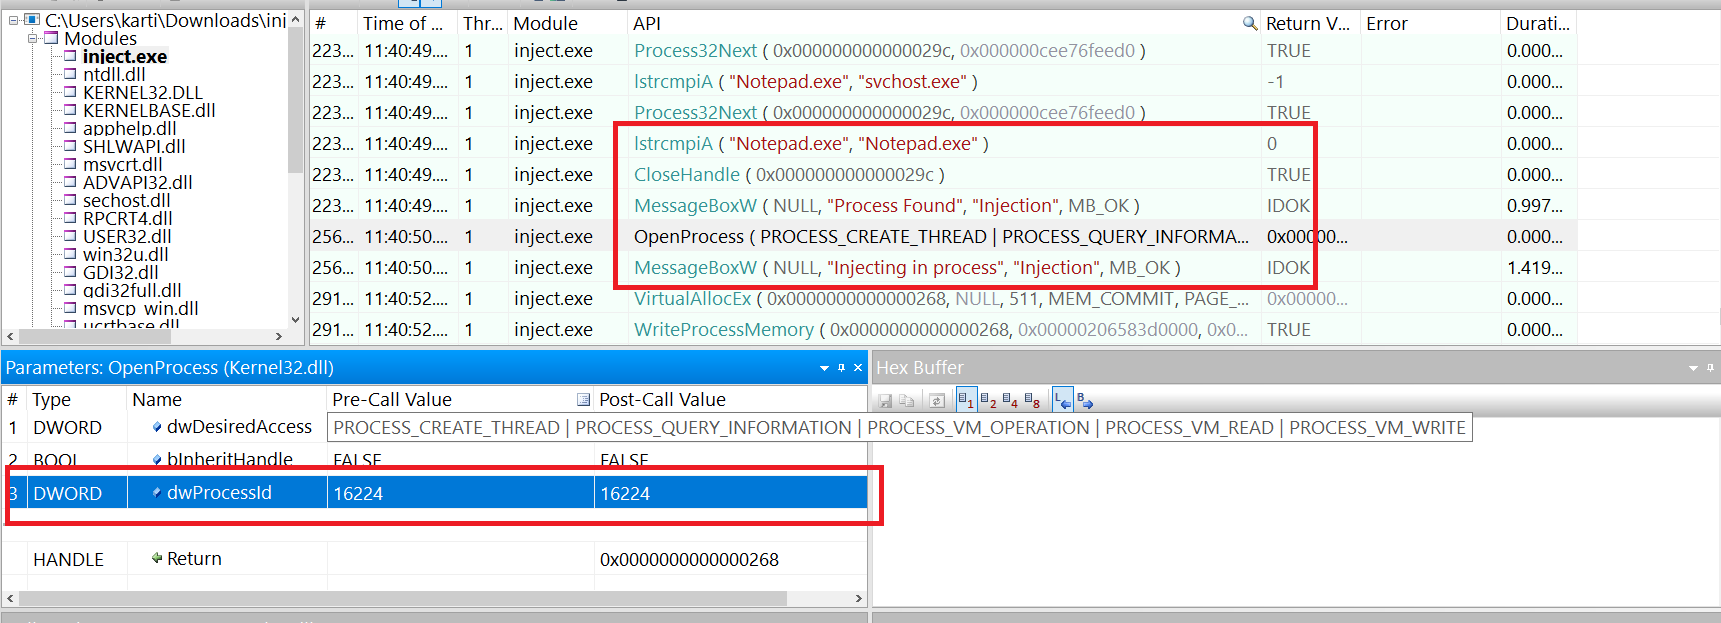 C:\Users\karti\Downloads\inj
Modules
inject.exe
ntdll.dll
KERNEL32.DLL
KERNELBASE.dll
apphelp.dll
SHLWAPI.dll
msvcrt.dll
ADVAPI32.dll
sechost.dll
RPCRT4.dll
USER32.dll
win32u.dll
GDI32.dll
gdi32full.dll
msvcp_win.dll
ucrtbase.dll
# Time of ... Thr... Module API Return V... Error Durati...
223... 11:40:49.... 1 inject.exe Process32Next ( 0x000000000000029c, 0x000000cee76feed0 ) TRUE 0.000...
223... 11:40:49.... 1 inject.exe lstrcmpiA ( "Notepad.exe", "svchost.exe" ) -1 0.000...
223... 11:40:49.... 1 inject.exe Process32Next ( 0x000000000000029c, 0x000000cee76feed0 ) TRUE 0.000...
223... 11:40:49.... 1 inject.exe lstrcmpiA ( "Notepad.exe", "Notepad.exe" ) 0 0.000...
223... 11:40:49.... 1 inject.exe CloseHandle ( 0x000000000000029c ) TRUE 0.000...
223... 11:40:49.... 1 inject.exe MessageBoxW ( NULL, "Process Found", "Injection", MB_OK ) IDOK 0.997...
256... 11:40:50.... 1 inject.exe OpenProcess ( PROCESS_CREATE_THREAD | PROCESS_QUERY_INFORMA... 0x00000... 0.000...
256... 11:40:50.... 1 inject.exe MessageBoxW ( NULL, "Injecting in process", "Injection", MB_OK ) IDOK 1.419...
291... 11:40:52.... 1 inject.exe VirtualAllocEx ( 0x0000000000000268, NULL, 511, MEM_COMMIT, PAGE_... 0x00000... 0.000...
291... 11:40:52.... 1 inject.exe WriteProcessMemory ( 0x0000000000000268, 0x00000206583d0000, 0x0... TRUE 0.000...
Parameters: OpenProcess (Kernel32.dll)
# Type Name Pre-Call Value Post-Call Value
1 DWORD dwDesiredAccess PROCESS_CREATE_THREAD | PROCESS_QUERY_INFORMATION | PROCESS_VM_OPERATION | PROCESS_VM_READ | PROCESS_VM_WRITE
2 BOOL bInheritHandle FALSE FALSE
3 DWORD dwProcessId 16224 16224
HANDLE Return 0x0000000000000268
Hex Buffer
1 2 4 8 L B